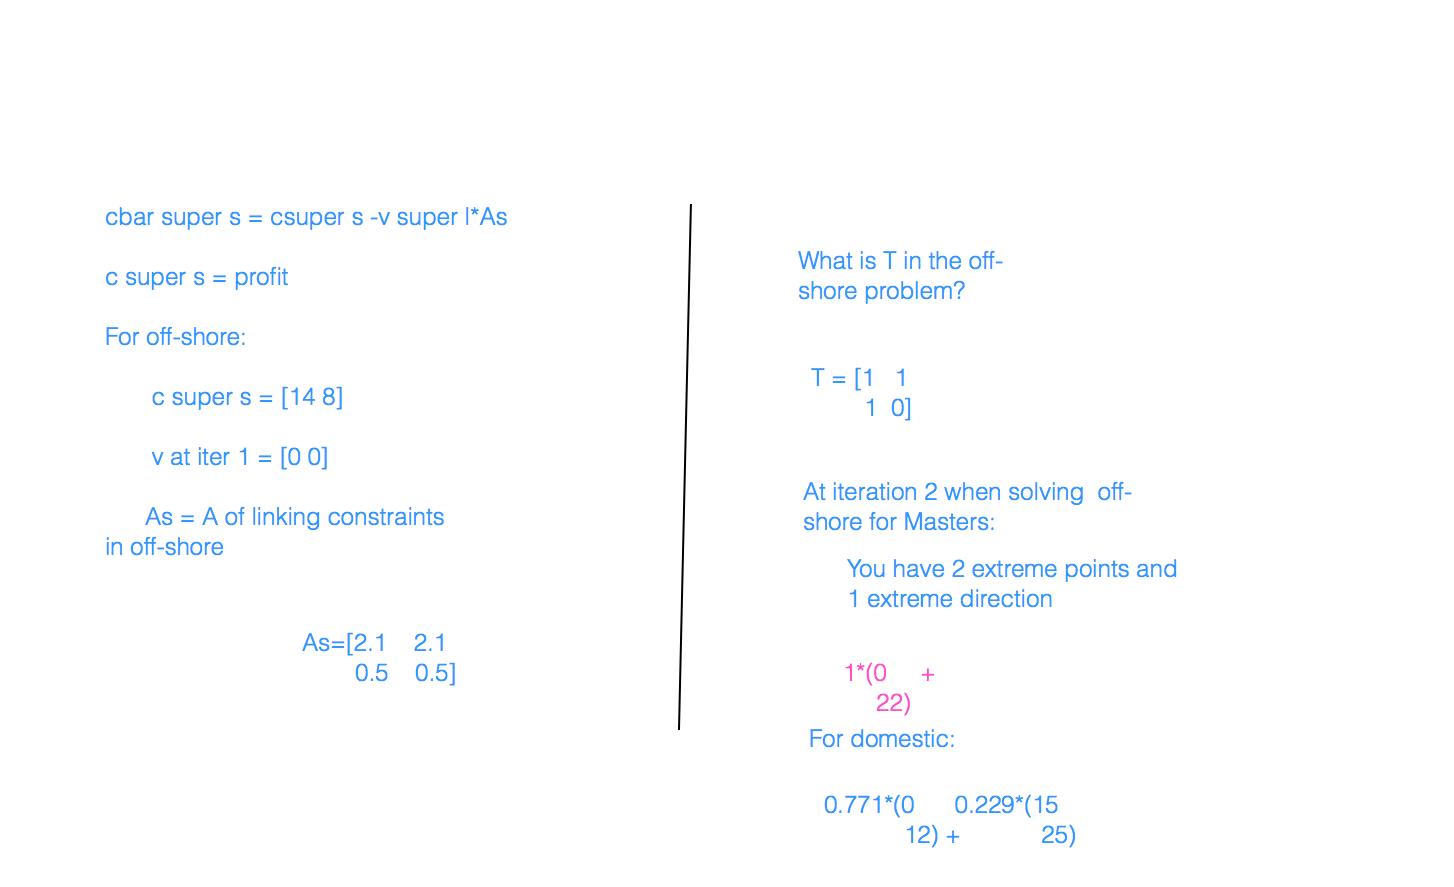 cbar super s = csuper s -v super l*As
c super s = profit
For off-shore:
c super s = [14 8]
v at iter 1 = [0 0]
As = A of linking constraints
in off-shore
As=[2.1 2.1
0.5 0.5]
What is T in the off-
shore problem?
T = [1 1
1 0]
At iteration 2 when solving off-
shore for Masters:
You have 2 extreme points and
1 extreme direction
1*(0 +
22)
For domestic:
0.771*(0 0.229*(15
12) + 25)